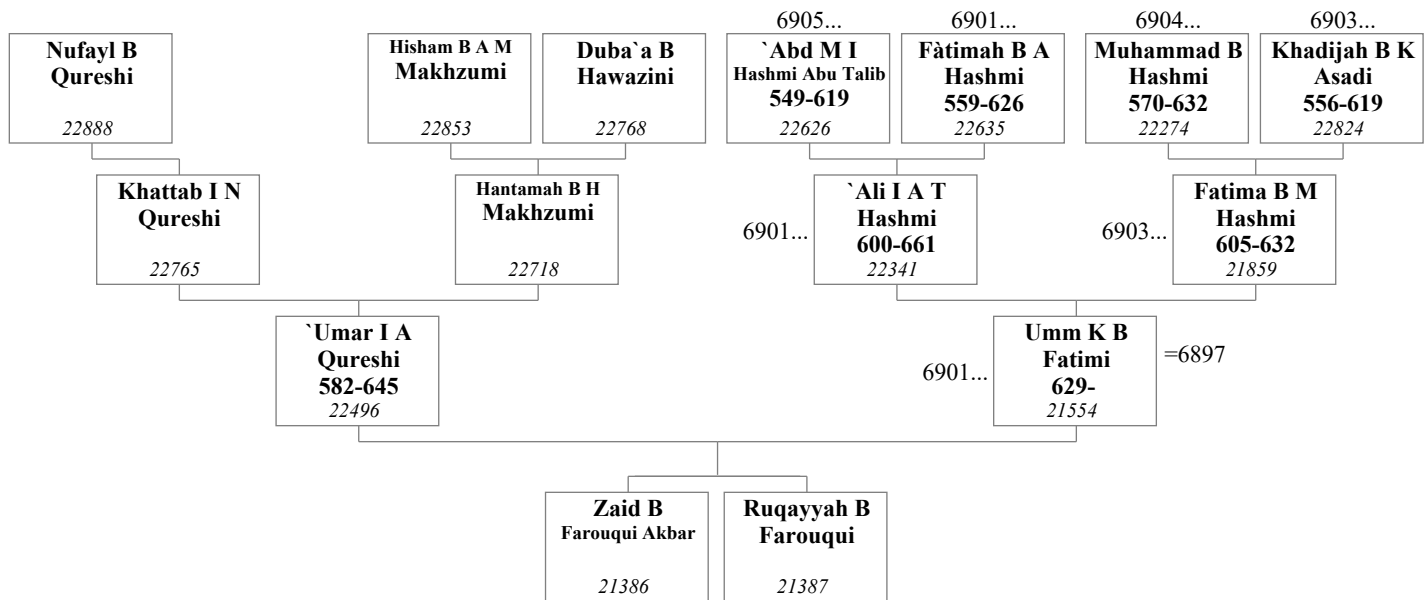 6905...
6901...
6904...
6903...
Nufayl B
Qureshi
22888
Hisham B A M
Makhzumi
22853
Duba`a B
Hawazini
22768
`Abd M I
Hashmi Abu Talib
549-619
22626
Fàtimah B A
Hashmi
559-626
22635
Muhammad B
Hashmi
570-632
22274
Khadijah B K
Asadi
556-619
22824
Khattab I N
Qureshi
22765
Hantamah B H
Makhzumi
22718
6901...
`Ali I A T
Hashmi
600-661
22341
6903...
Fatima B M
Hashmi
605-632
21859
`Umar I A
Qureshi
582-645
22496
6901...
Umm K B
Fatimi
629-
21554
=6897
Zaid B
Farouqui Akbar
21386
Ruqayyah B
Farouqui
21387